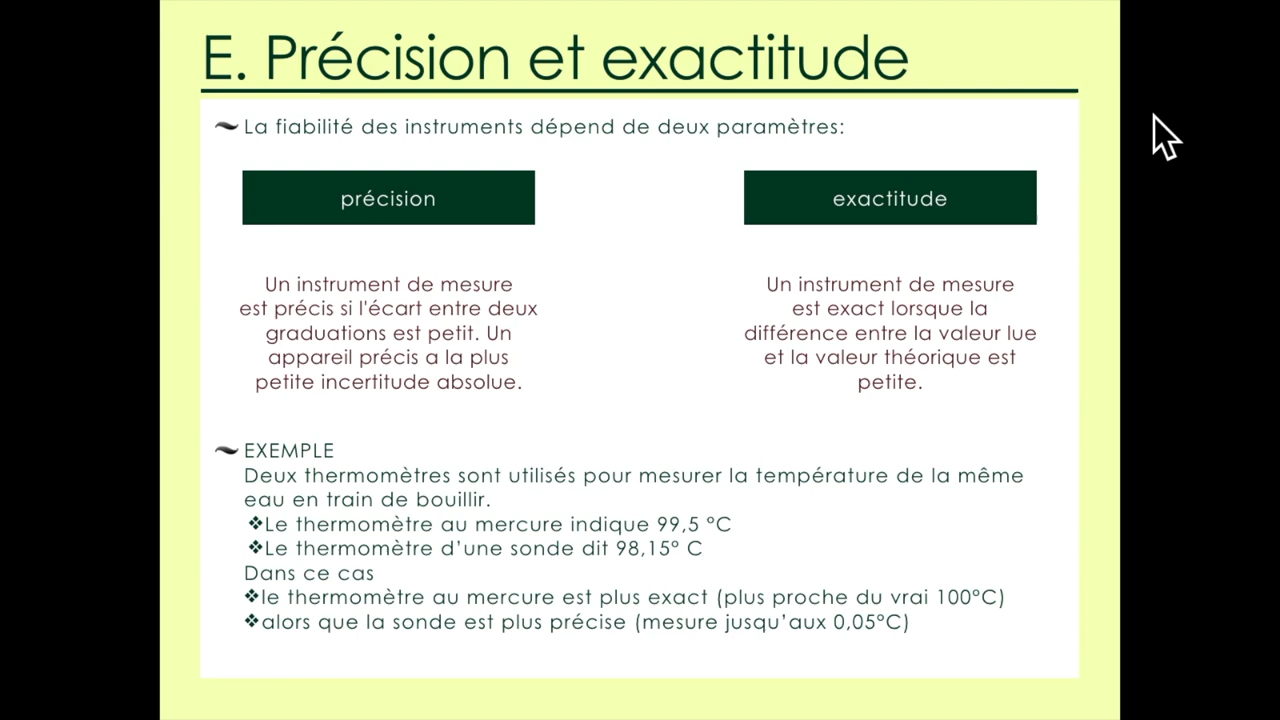 E. Précision et exactitude
La fiabilité des instruments dépend de deux paramètres:
précision
exactitude
Un instrument de mesure
est précis si l'écart entre deux
graduations est petit. Un
appareil précis a la plus
petite incertitude absolue.
Un instrument de mesure
est exact lorsque la
différence entre la valeur lue
et la valeur théorique est
petite.
EXEMPLE
Deux thermomètres sont utilisés pour mesurer la température de la même
eau en train de bouillir.
❖Le thermomètre au mercure indique 99,5 °C
❖Le thermomètre d’une sonde dit 98,15° C
Dans ce cas
❖le thermomètre au mercure est plus exact (plus proche du vrai 100°C)
❖alors que la sonde est plus précise (mesure jusqu’aux 0,05°C)